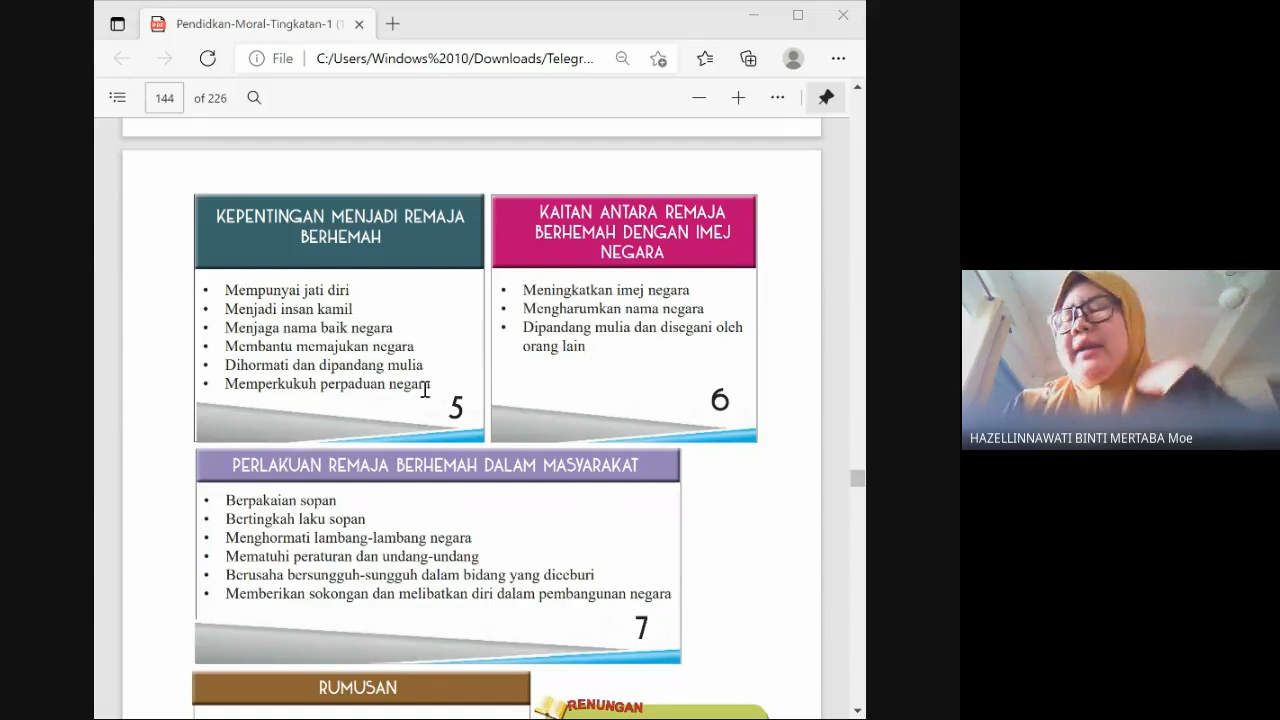 Pendidkan-Moral-Tingkatan-1 (1
File
C:/Users/Windows%2010/Downloads/Telegr...
144
of 226
KEPENTINGAN MENJADI REMAJA
BERHEMAH
• Mempunyai jati diri
• Menjadi insan kamil
• Menjaga nama baik negara
• Membantu memajukan negara
• Dihormati dan dipandang mulia
• Memperkukuh perpaduan negara
5
KAITAN ANTARA REMAJA
BERHEMAH DENGAN IMEJ
NEGARA
• Meningkatkan imej negara
• Mengharumkan nama negara
• Dipandang mulia dan disegani oleh
orang lain
6
PERLAKUAN REMAJA BERHEMAH DALAM MASYARAKAT
• Berpakaian sopan
• Bertingkah laku sopan
• Menghormati lambang-lambang negara
• Mematuhi peraturan dan undang-undang
• Berusaha bersungguh-sungguh dalam bidang yang diceburi
• Memberikan sokongan dan melibatkan diri dalam pembangunan negara
7
RUMUSAN
RENUNGAN
HAZELLINNAWATI BINTI MERTABA Moe